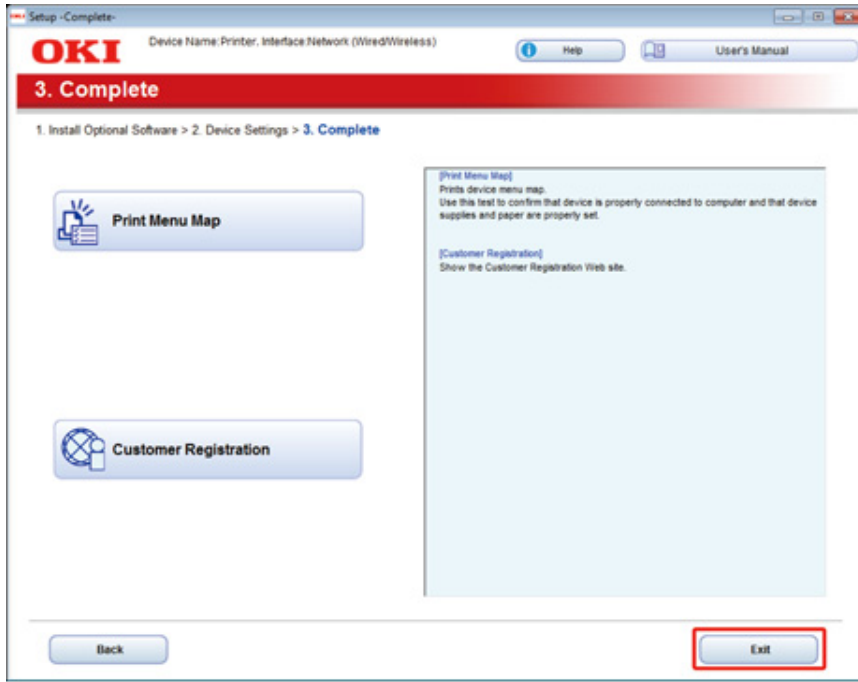 Setup -Complete-
OKI
Device Name:Printer. Interface:Network (Wired/Wireless)
Help
User's Manual
3. Complete
1. Install Optional Software > 2. Device Settings > 3. Complete
Print Menu Map
[Print Menu Map]
Prints device menu map.
Use this test to confirm that device is properly connected to computer and that device
supplies and paper are properly set.
[Customer Registration]
Show the Customer Registration Web site.
Customer Registration
Back
Exit